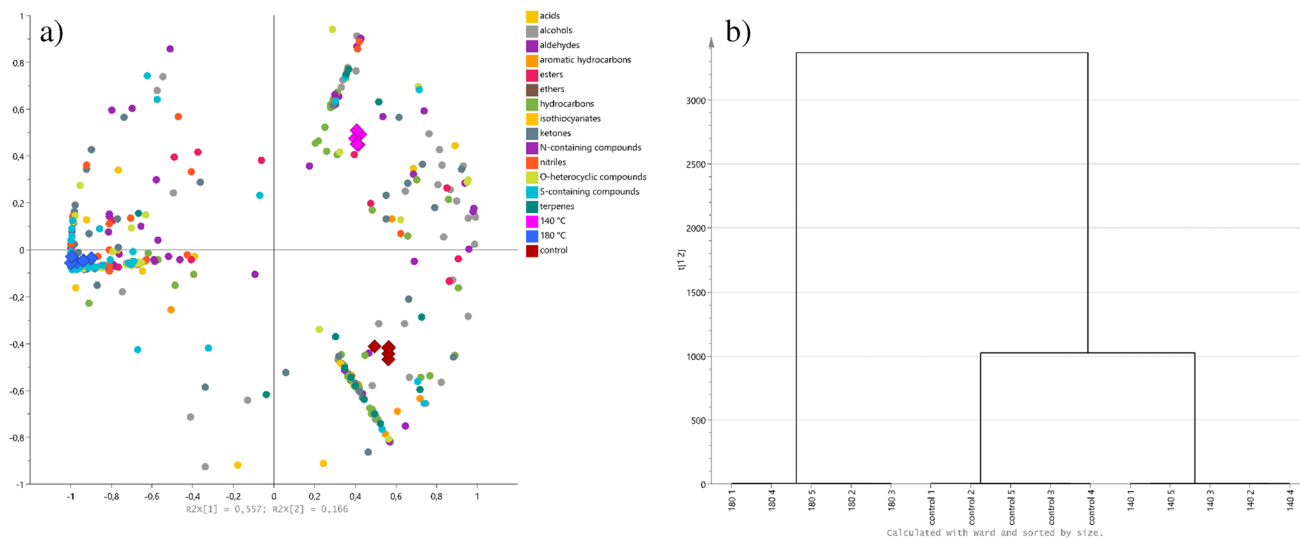 a)
1
0,8
0,6
0,4
0,2
0
-0,2
-0,4
-0,6
-0,8
-1
-1 -0,8 -0,6 -0,4 -0,2 0 0,2 0,4 0,6 0,8 1
R2X[1] = 0,557; R2X[2] = 0,166
acids
alcohols
aldehydes
aromatic hydrocarbons
esters
ethers
hydrocarbons
isothiocyanates
ketones
N-containing compounds
nitriles
O-heterocyclic compounds
S-containing compounds
terpenes
140 °C
180 °C
control
b)
t[1 2]
3000
2500
2000
1500
1000
500
0
180 1
180 4
180 5
180 2
180 3
control 1
control 2
control 5
control 3
control 4
140 1
140 5
140 3
140 2
140 4
Calculated with Ward and sorted by size.